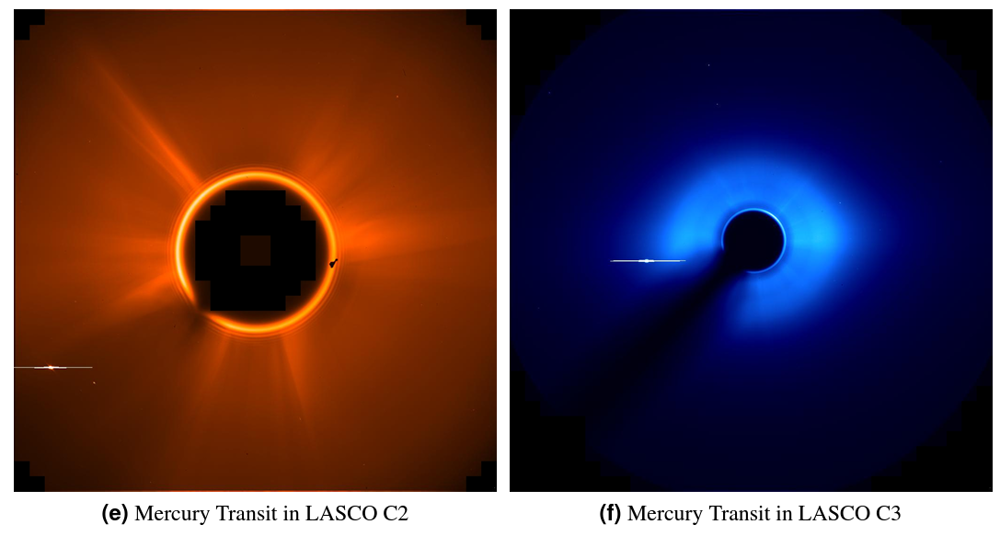 (e) Mercury Transit in LASCO C2
(f) Mercury Transit in LASCO C3